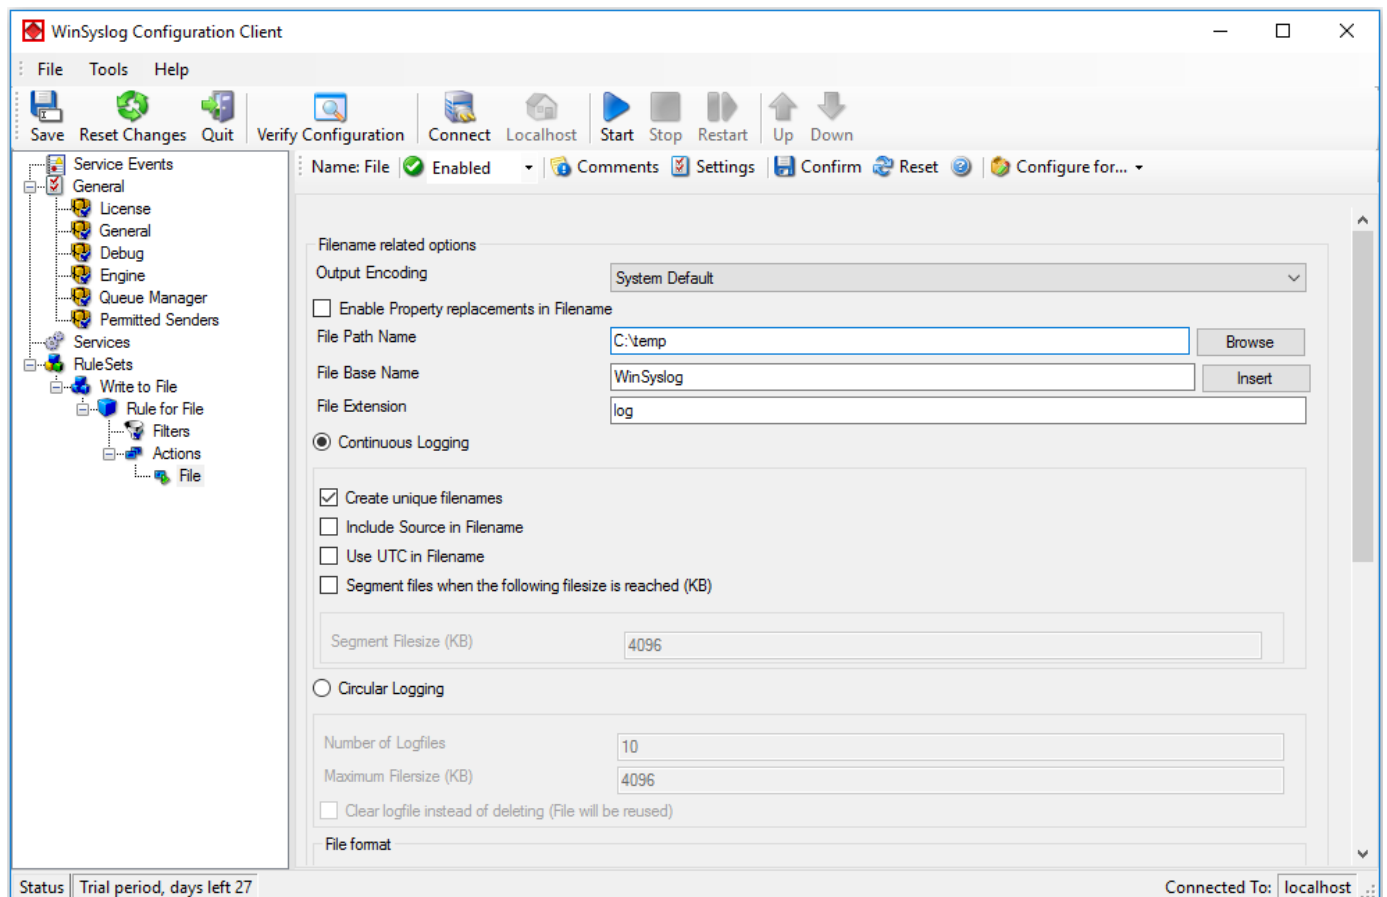 WinSyslog Configuration Client
File Tools Help
Save Reset Changes Quit Verify Configuration Connect Localhost Start Stop Restart Up Down
Service Events
General
License
General
Debug
Engine
Queue Manager
Permitted Senders
Services
RuleSets
Write to File
Rule for File
Filters
Actions
File
Name: File Enabled Comments Settings Confirm Reset Configure for...
Filename related options
Output Encoding System Default
Enable Property replacements in Filename
File Path Name C:\temp Browse
File Base Name WinSyslog Insert
File Extension log
Continuous Logging
Create unique filenames
Include Source in Filename
Use UTC in Filename
Segment files when the following filesize is reached (KB)
Segment Filesize (KB) 4096
Circular Logging
Number of Logfiles 10
Maximum Filersize (KB) 4096
Clear logfile instead of deleting (File will be reused)
File format
Status Trial period, days left 27 Connected To: localhost